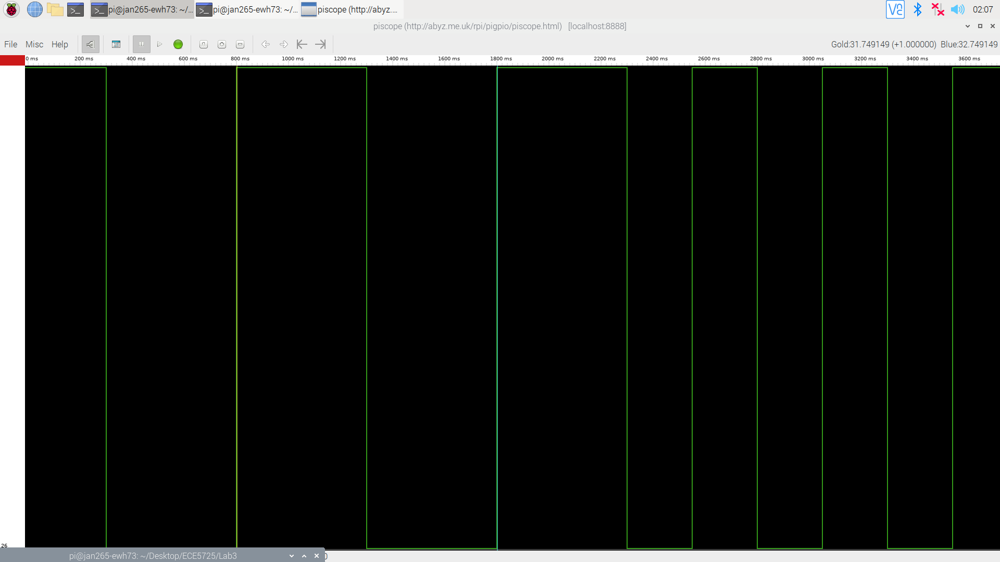 pi@jan265-ewh73: ~/... pi@jan265-ewh73: ~/... piscope (http://abyz.... 02:07
piscope (http://abyz.me.uk/rpi/pigpio/piscope.html) [localhost:8888]
File Misc Help Gold:31.749149 (+1.000000) Blue:32.749149
0 ms 200 ms 400 ms 600 ms 800 ms 1000 ms 1200 ms 1400 ms 1600 ms 1800 ms 2000 ms 2200 ms 2400 ms 2600 ms 2800 ms 3000 ms 3200 ms 3400 ms 3600 ms
26
pi@jan265-ewh73: ~/Desktop/ECE5725/Lab3